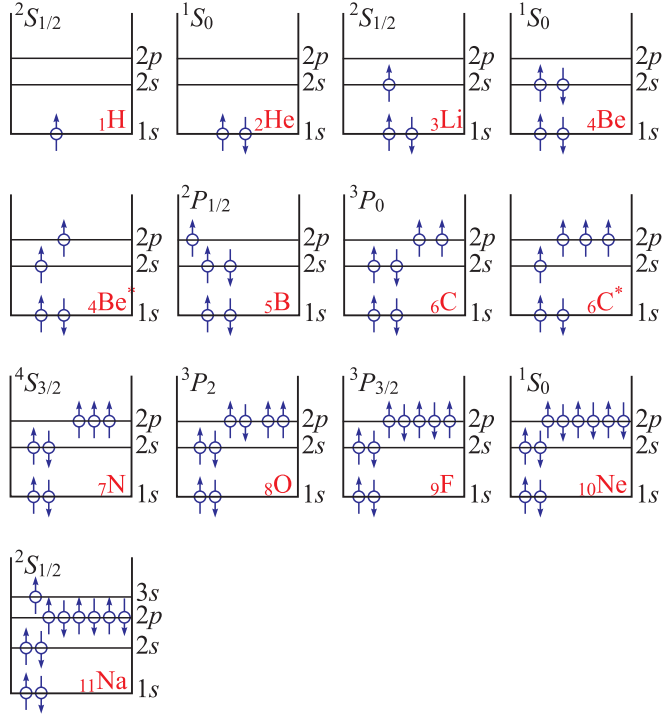 ²S₁/₂ ¹S₀ ²S₁/₂ ¹S₀
2p 2p 2p 2p
2s 2s 2s 2s
₁H 1s ₂He 1s ₃Li 1s ₄Be 1s
²P₁/₂ ³P₀
2p 2p 2p 2p
2s 2s 2s 2s
₄Be* 1s ₅B 1s ₆C 1s ₆C* 1s
⁴S₃/₂ ³P₂ ³P₃/₂ ¹S₀
2p 2p 2p 2p
2s 2s 2s 2s
₇N 1s ₈O 1s ₉F 1s ₁₀Ne 1s
²S₁/₂
3s
2p
2s
₁₁Na 1s